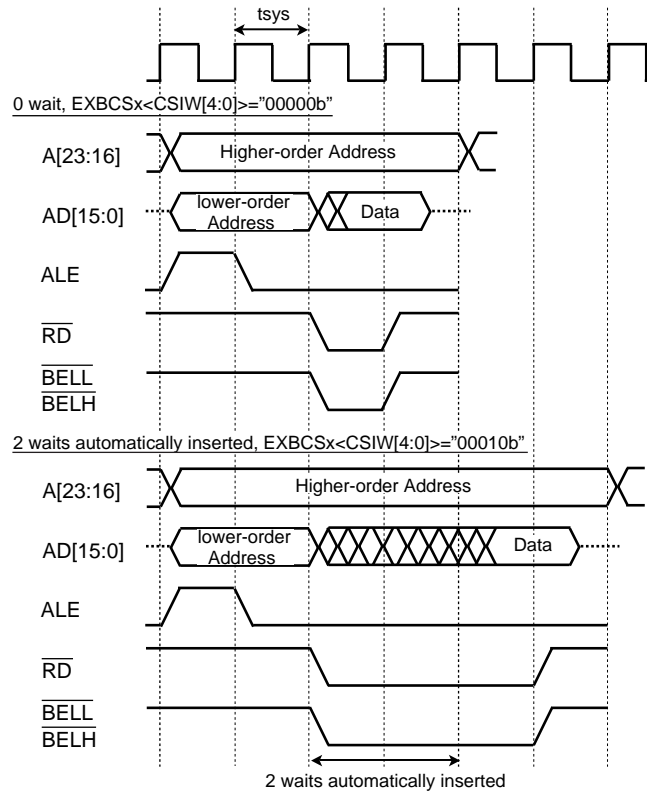 tsys
0 wait, EXBCSx<CSIW[4:0]>="00000b"
A[23:16]
Higher-order Address
AD[15:0]
lower-order
Address
Data
ALE
RD
BELL
BELH
2 waits automatically inserted, EXBCSx<CSIW[4:0]>="00010b"
A[23:16]
Higher-order Address
AD[15:0]
lower-order
Address
Data
ALE
RD
BELL
BELH
2 waits automatically inserted